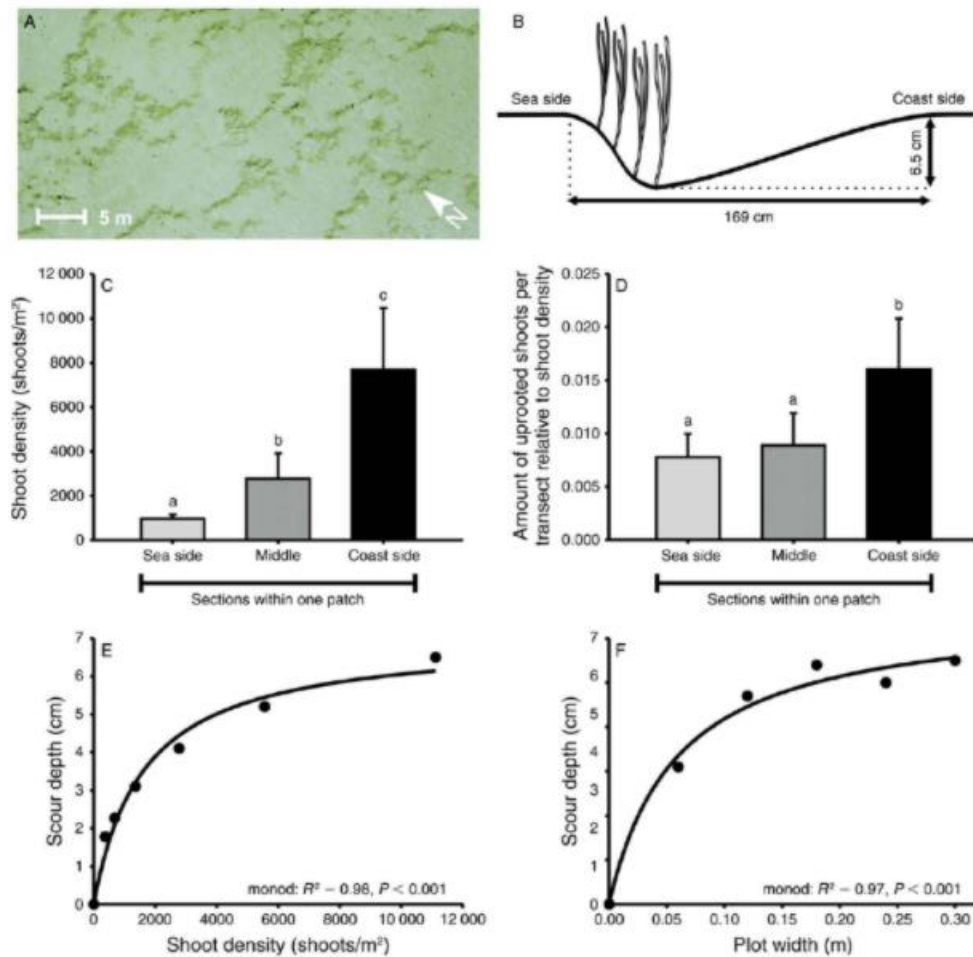 A
5 m
N
B
Sea side
Coast side
6.5 cm
169 cm
C
Shoot density (shoots/m²)
12 000
10 000
8000
6000
4000
2000
0
a
b
c
Sea side Middle Coast side
Sections within one patch
D
Amount of uprooted shoots per
transect relative to shoot density
0.025
0.020
0.015
0.010
0.005
0.000
a
a
b
Sea side Middle Coast side
Sections within one patch
E
Scour depth (cm)
7
6
5
4
3
2
1
0
monod: R² – 0.98, P < 0.001
0 2000 4000 6000 8000 10 000 12 000
Shoot density (shoots/m²)
F
Scour depth (cm)
7
6
5
4
3
2
1
0
monod: R² – 0.97, P < 0.001
0.00 0.05 0.10 0.15 0.20 0.25 0.30
Plot width (m)